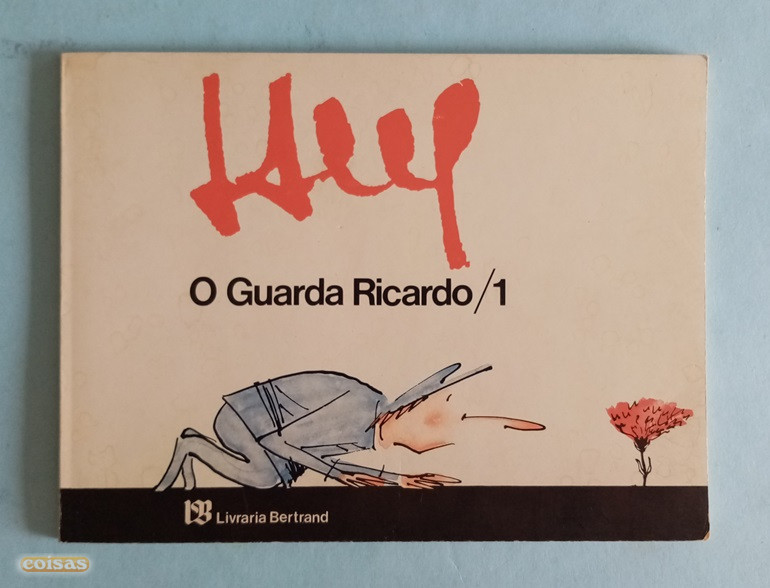 O Guarda Ricardo/1
Livraria Bertrand
coisas